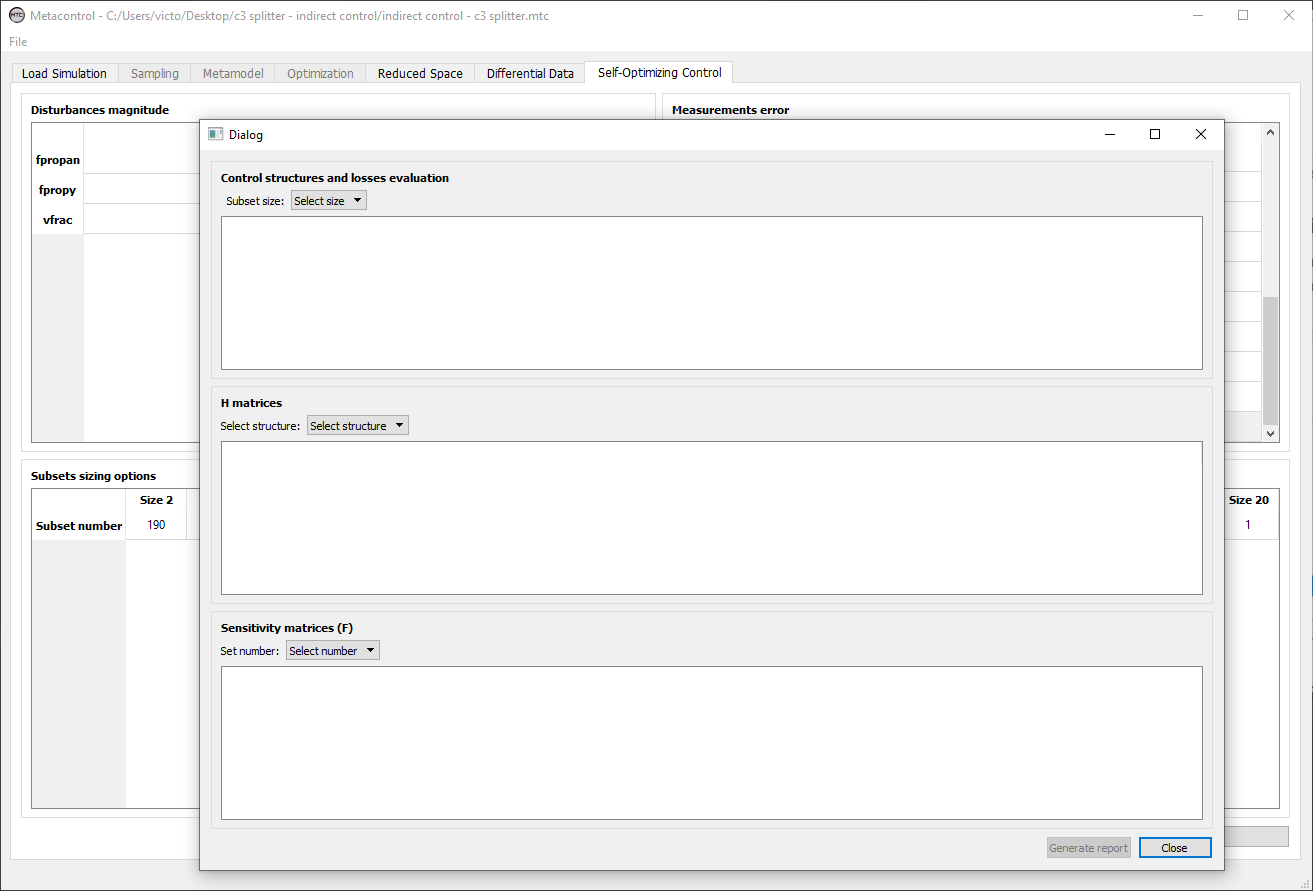 Metacontrol - C:/Users/victo/Desktop/c3 splitter - indirect control/indirect control - c3 splitter.mtc
File
Load Simulation
Sampling
Metamodel
Optimization
Reduced Space
Differential Data
Self-Optimizing Control
Disturbances magnitude
Measurements error
fpropan
fpropy
vfrac
Dialog
Control structures and losses evaluation
Subset size: Select size
H matrices
Select structure: Select structure
Sensitivity matrices (F)
Set number: Select number
Generate report
Close
Subsets sizing options
Size 2
Size 20
Subset number
190
1